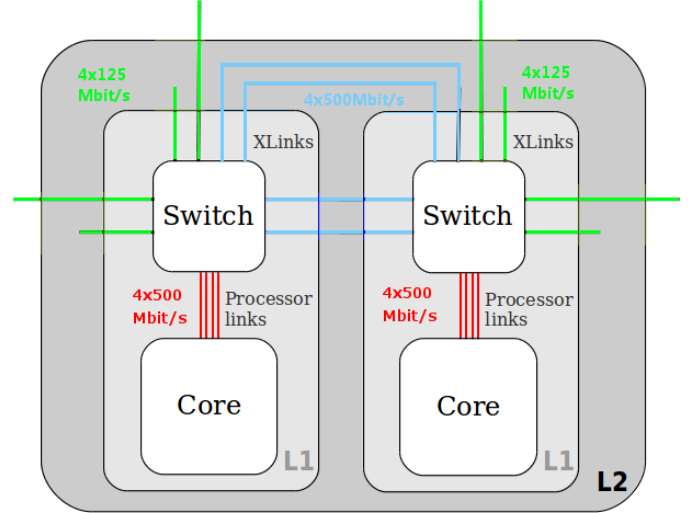 4x125
Mbit/s
4x500Mbit/s
4x125
Mbit/s
XLinks
XLinks
Switch
Switch
4x500
Mbit/s
Processor
links
4x500
Mbit/s
Processor
links
Core
Core
L1
L1
L2